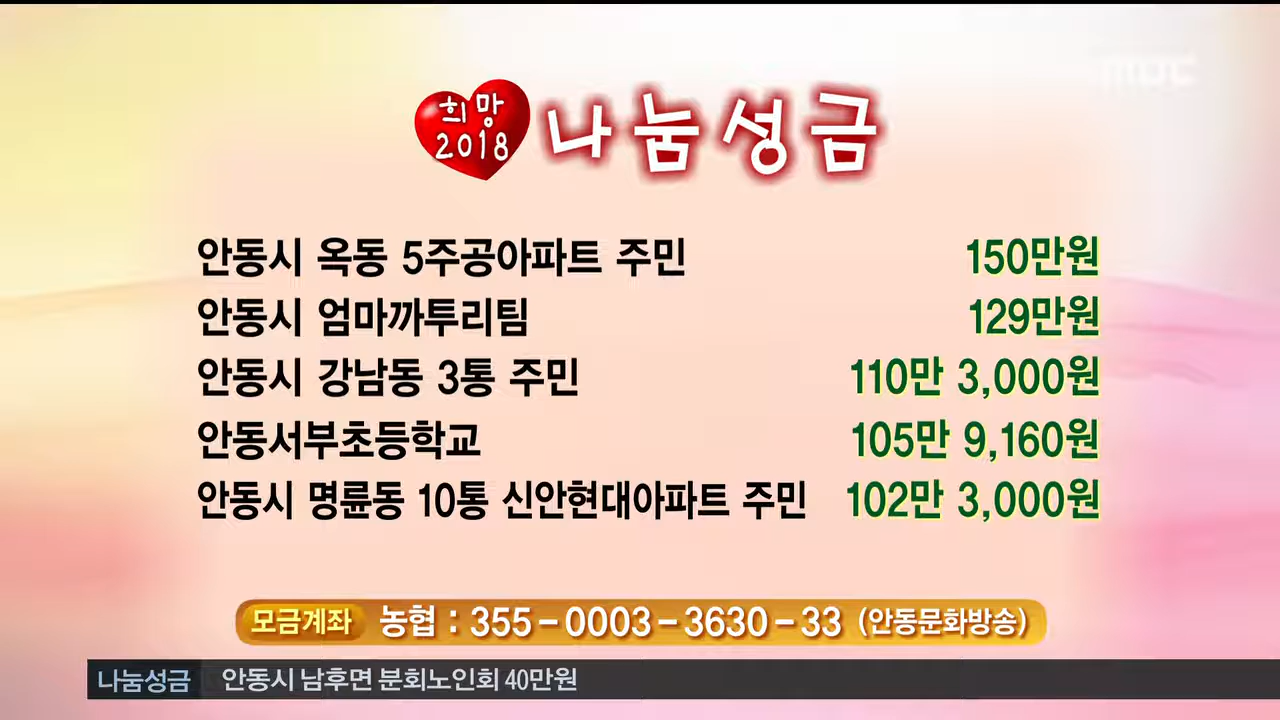 mbc
희망
2018
나눔성금
안동시 옥동 5주공아파트 주민 150만원
안동시 엄마까투리팀 129만원
안동시 강남동 3통 주민 110만 3,000원
안동서부초등학교 105만 9,160원
안동시 명륜동 10통 신안현대아파트 주민 102만 3,000원
모금계좌 농협 : 355-0003-3630-33 (안동문화방송)
나눔성금 안동시 남후면 분회노인회 40만원